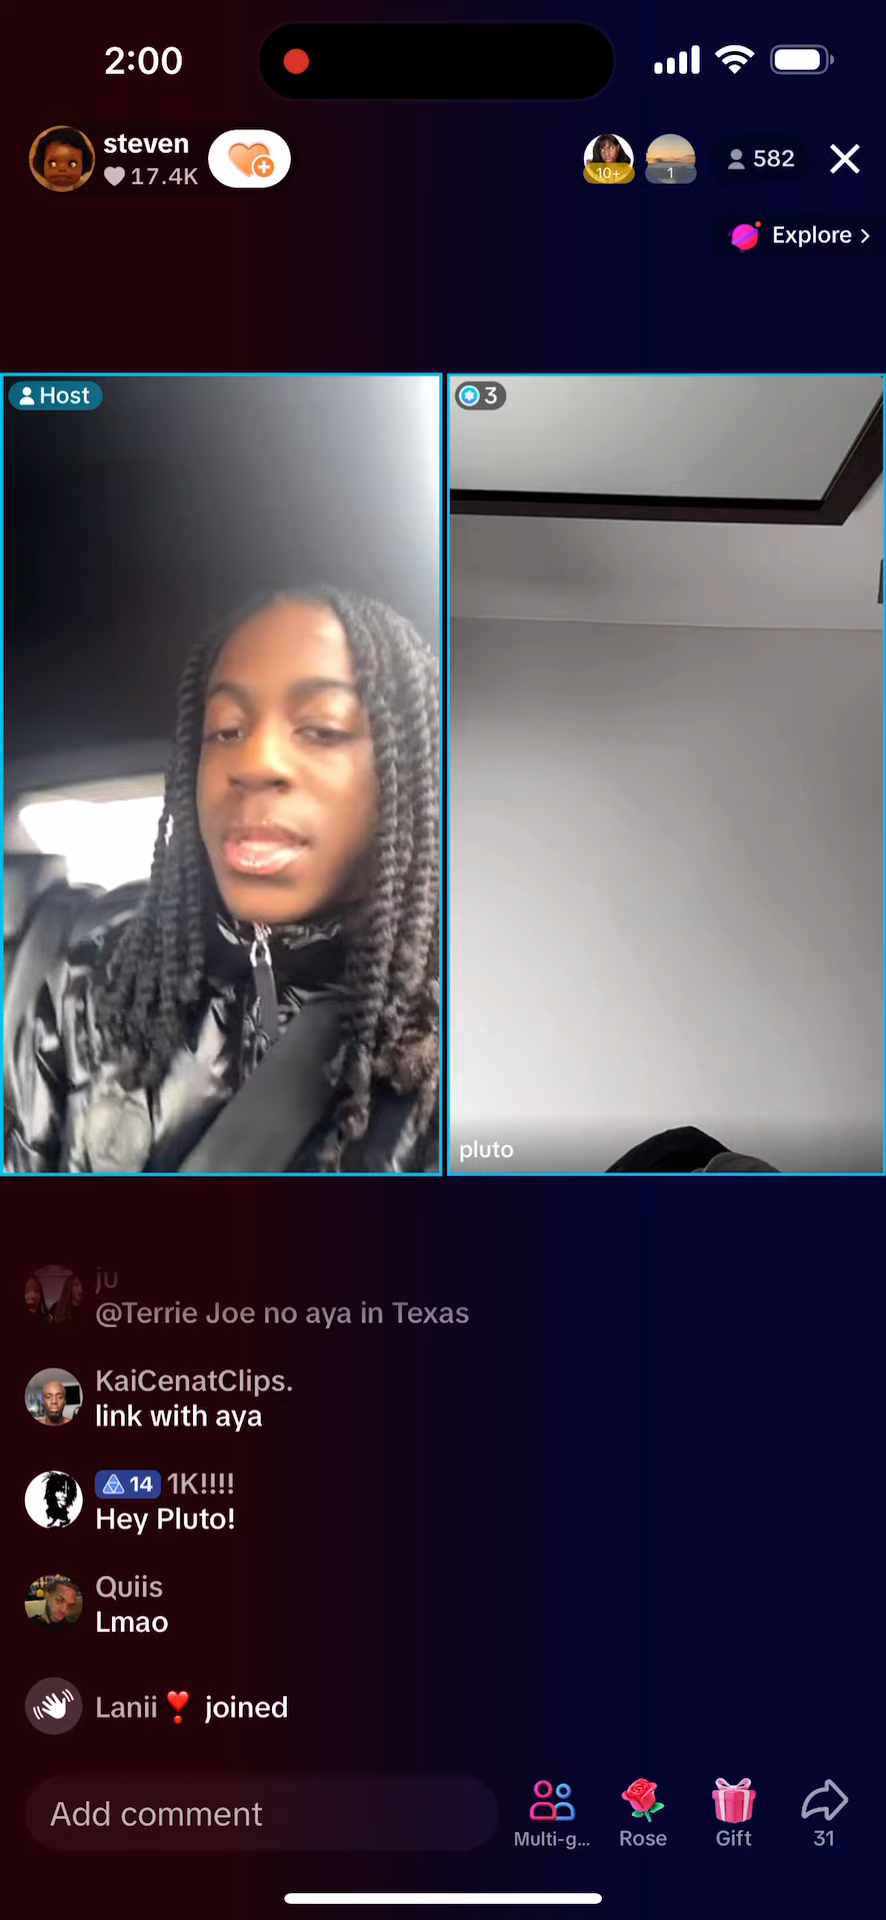 2:00
steven
17.4K
10+
1
582
Explore >
Host
3
pluto
ju
@Terrie Joe no aya in Texas
KaiCenatClips.
link with aya
14 1K!!!!
Hey Pluto!
Quiis
Lmao
Lanii❣️ joined
Add comment
Multi-g...
Rose
Gift
31